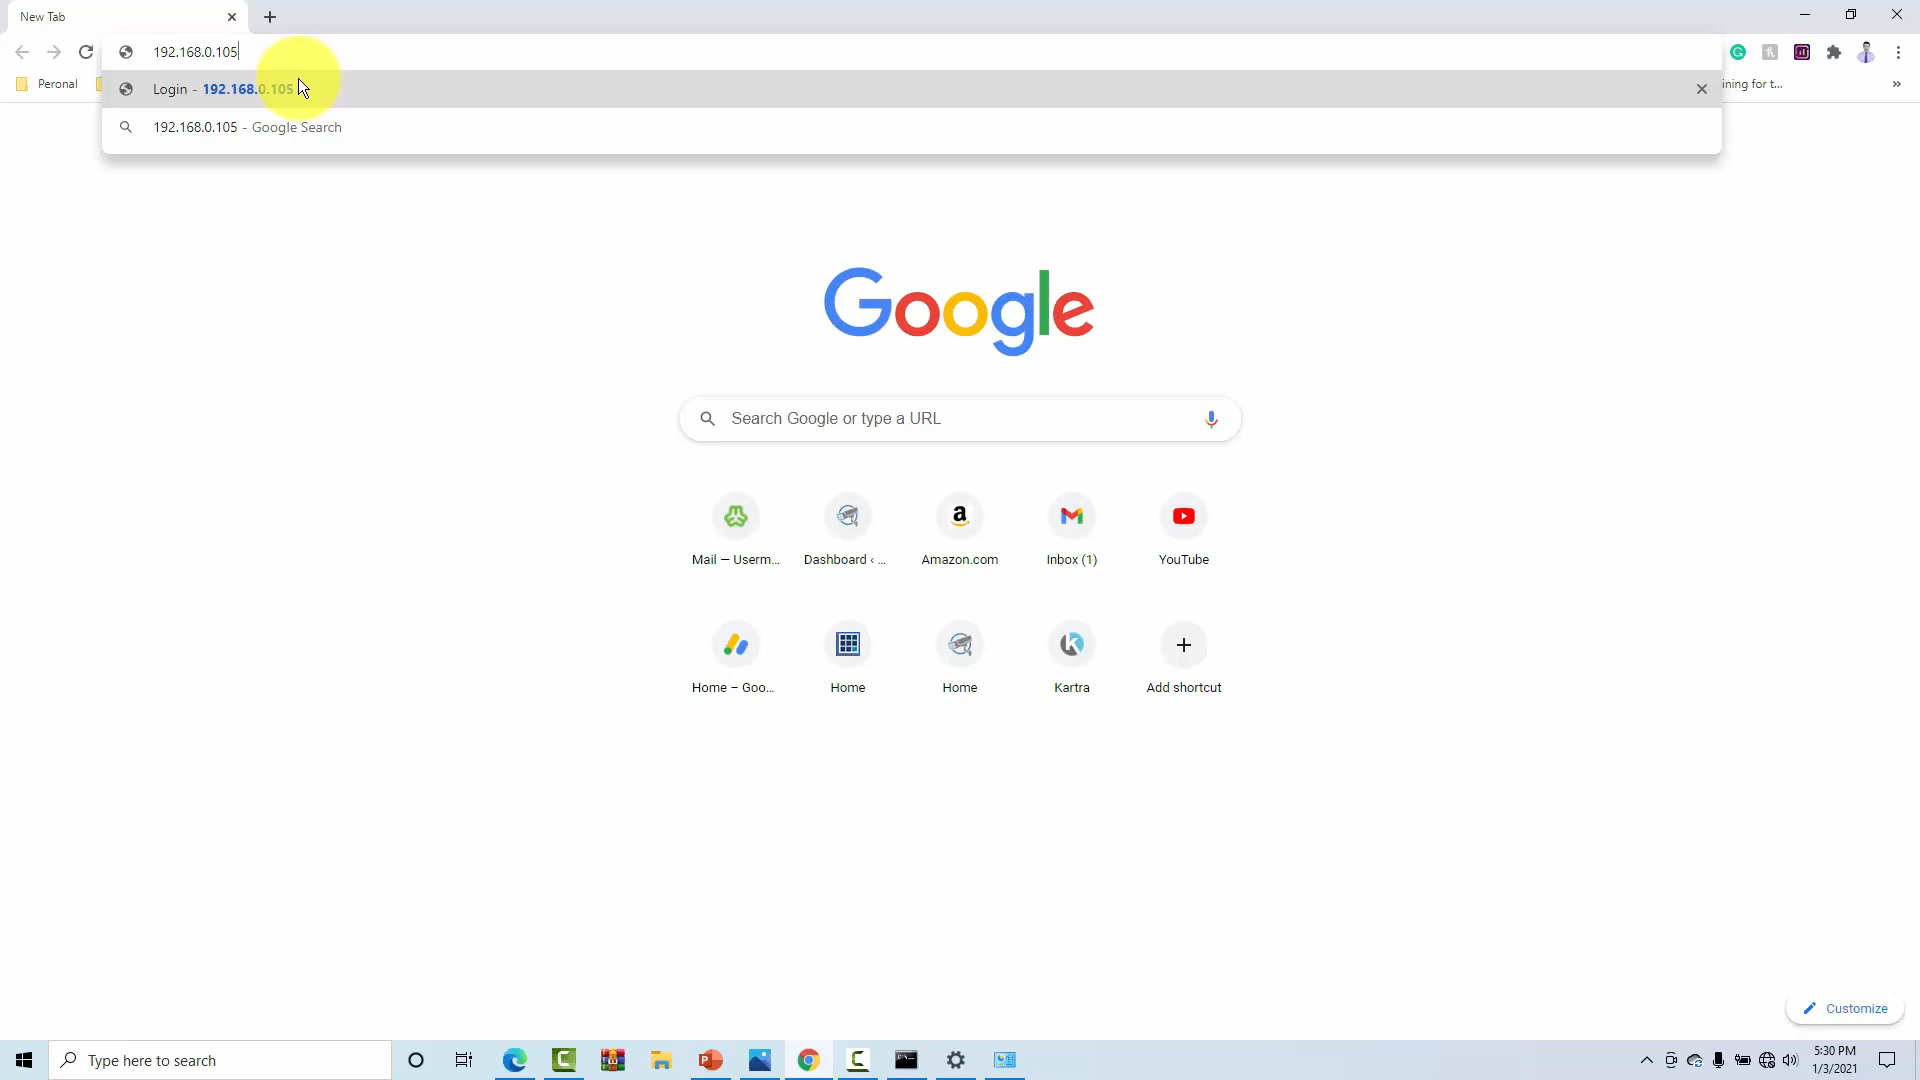 New Tab
192.168.0.105
Peronal
ining for t...
»
Login - 192.168.0.105
192.168.0.105 - Google Search
Google
Search Google or type a URL
Mail — Userm...
Dashboard ‹ ...
Amazon.com
Inbox (1)
YouTube
Home – Goo...
Home
Home
Kartra
Add shortcut
Customize
Type here to search
5:30 PM
1/3/2021